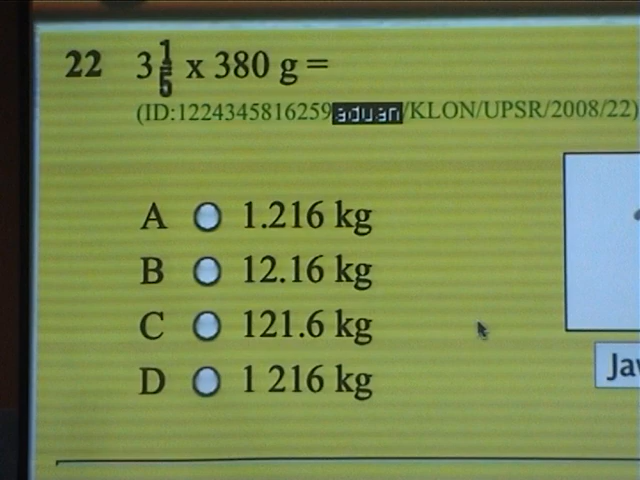 22 3 1/5 x 380 g =
(ID:1224345816259aduan/KLON/UPSR/2008/22)
A 1.216 kg
B 12.16 kg
C 121.6 kg
D 1 216 kg